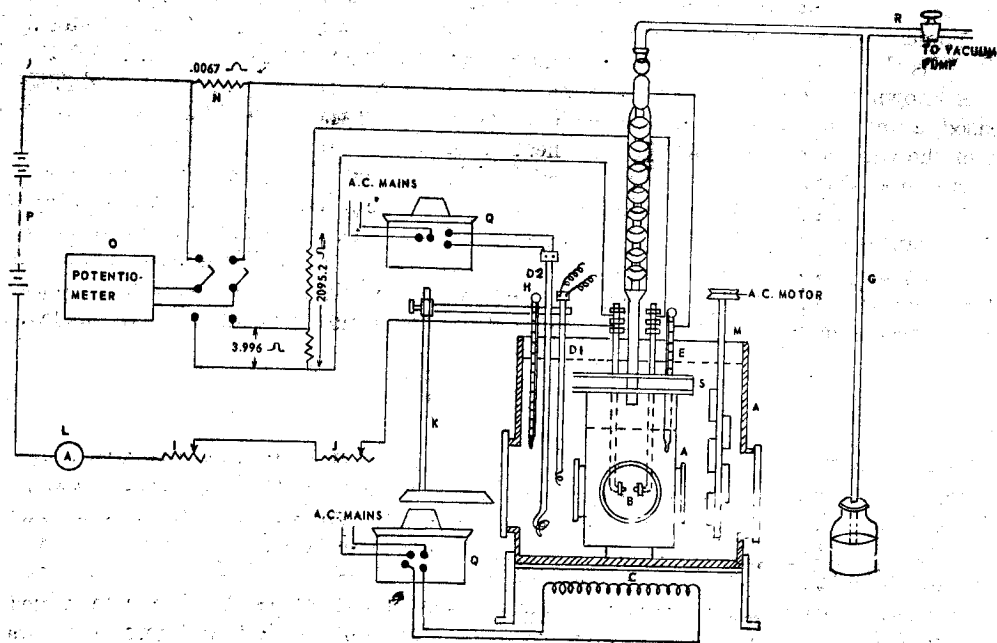 R
TO VACUUM
PUMP
.0067 Ω
N
A.C. MAINS
Q
P
O
POTENTIO-
METER
2095.2 Ω
D2
H
A.C. MOTOR
G
3.996 Ω
D1
E
M
S
A
L
A.
I
J
K
A
B
A.C. MAINS
Q
C